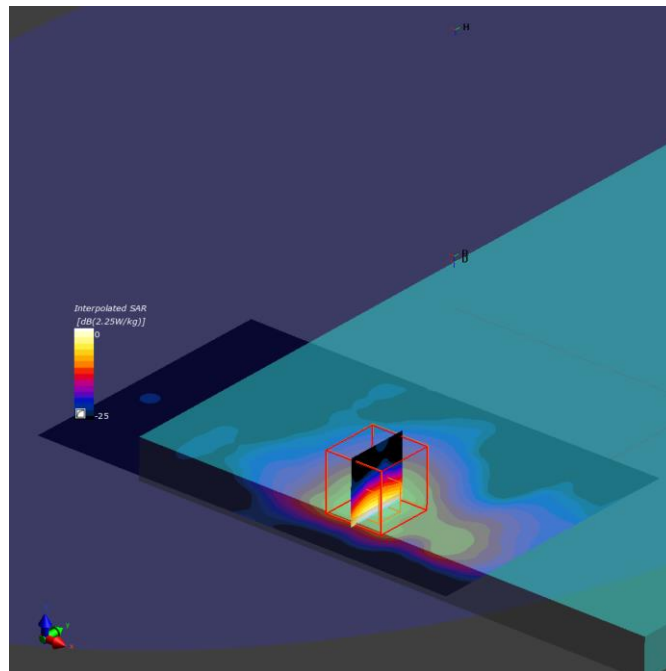 H
Interpolated SAR
[dB(2.25W/kg)]
0
-25
x